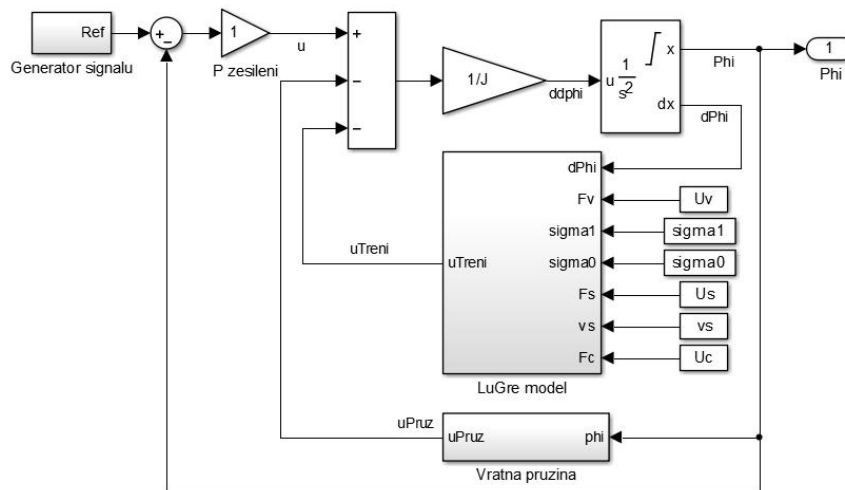 Ref
Generator signalu
+
−
1
P zesileni
u
+
−
−
1/J
ddphi
u 1/s²
x
dx
Phi
dPhi
1
Phi
dPhi
Fv
Uv
sigma1
sigma1
uTreni
uTreni
sigma0
sigma0
Fs
Us
vs
vs
Fc
Uc
LuGre model
uPruz
uPruz
phi
Vratna pruzina